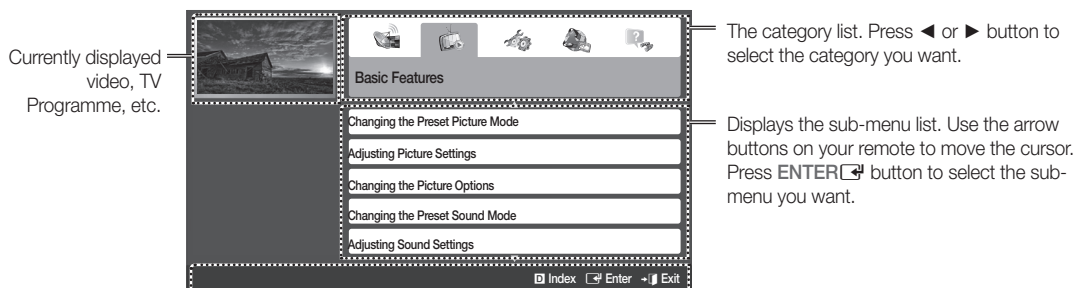 Currently displayed
video, TV
Programme, etc.
Basic Features
Changing the Preset Picture Mode
Adjusting Picture Settings
Changing the Picture Options
Changing the Preset Sound Mode
Adjusting Sound Settings
D Index Enter Exit
The category list. Press ◄ or ► button to
select the category you want.
Displays the sub-menu list. Use the arrow
buttons on your remote to move the cursor.
Press ENTER button to select the sub-
menu you want.